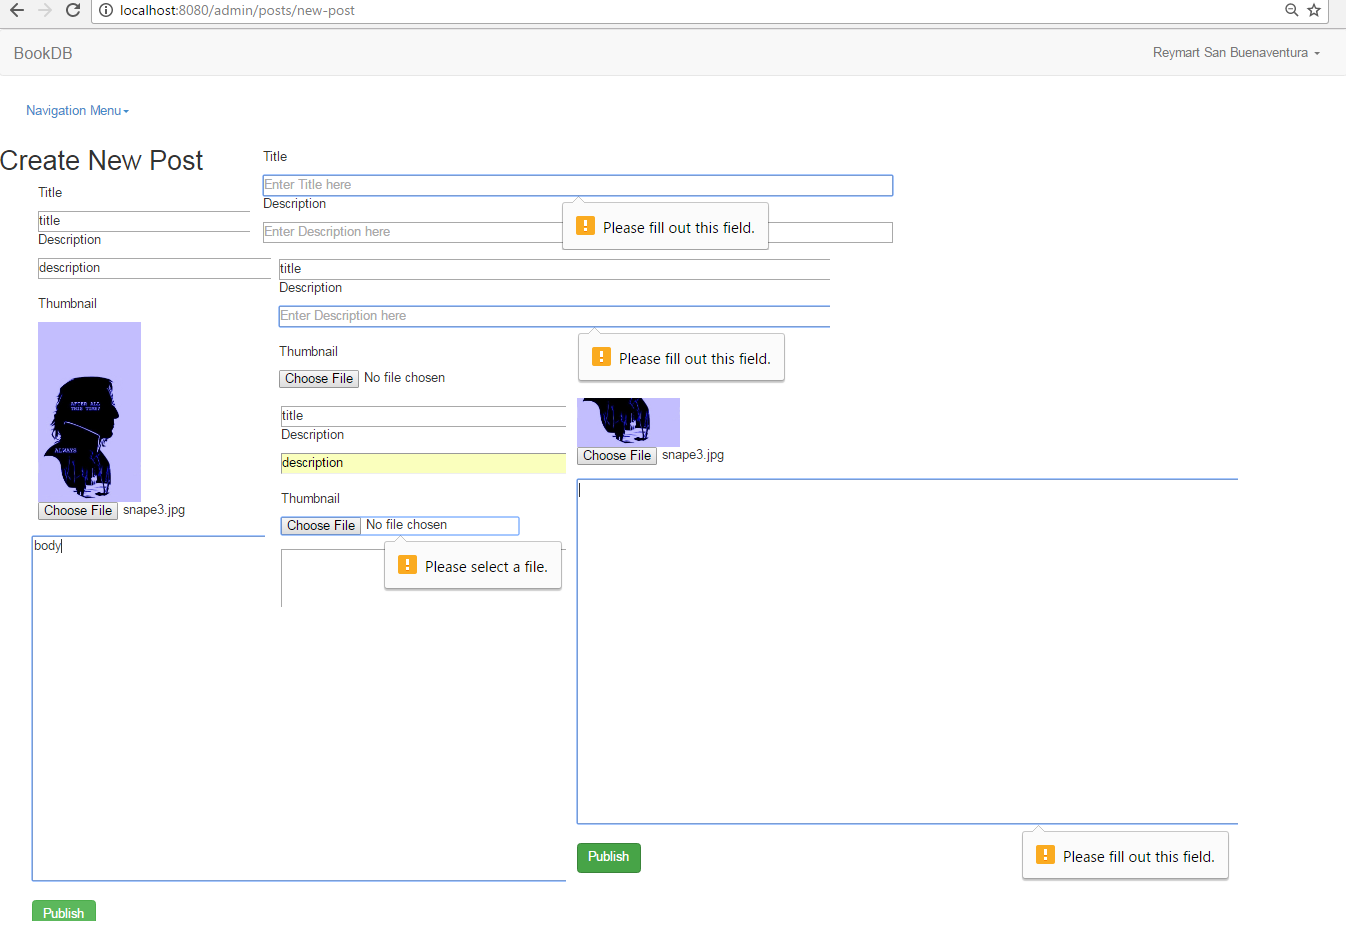 localhost:8080/admin/posts/new-post
BookDB
Reymart San Buenaventura
Navigation Menu
Create New Post
Title
title
Description
description
Thumbnail
AFTER ALL
THIS TIME?
ALWAYS
Choose File snape3.jpg
body
Publish
Title
Enter Title here
Description
Please fill out this field.
Enter Description here
title
Description
Enter Description here
Please fill out this field.
Thumbnail
Choose File No file chosen
title
Description
description
Thumbnail
Choose File No file chosen
Please select a file.
Choose File snape3.jpg
Publish
Please fill out this field.